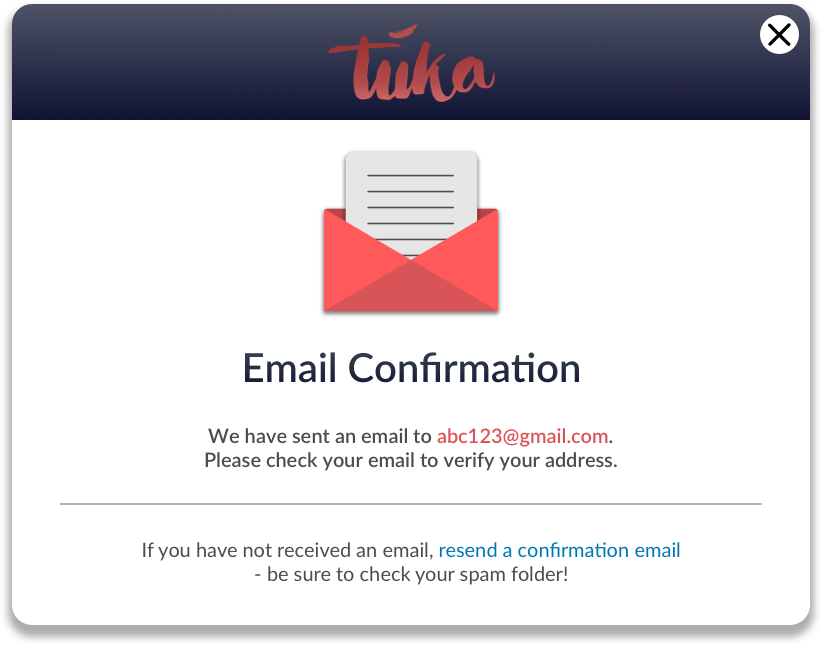 tuka
Email Confirmation
We have sent an email to abc123@gmail.com.
Please check your email to verify your address.
If you have not received an email, resend a confirmation email
- be sure to check your spam folder!